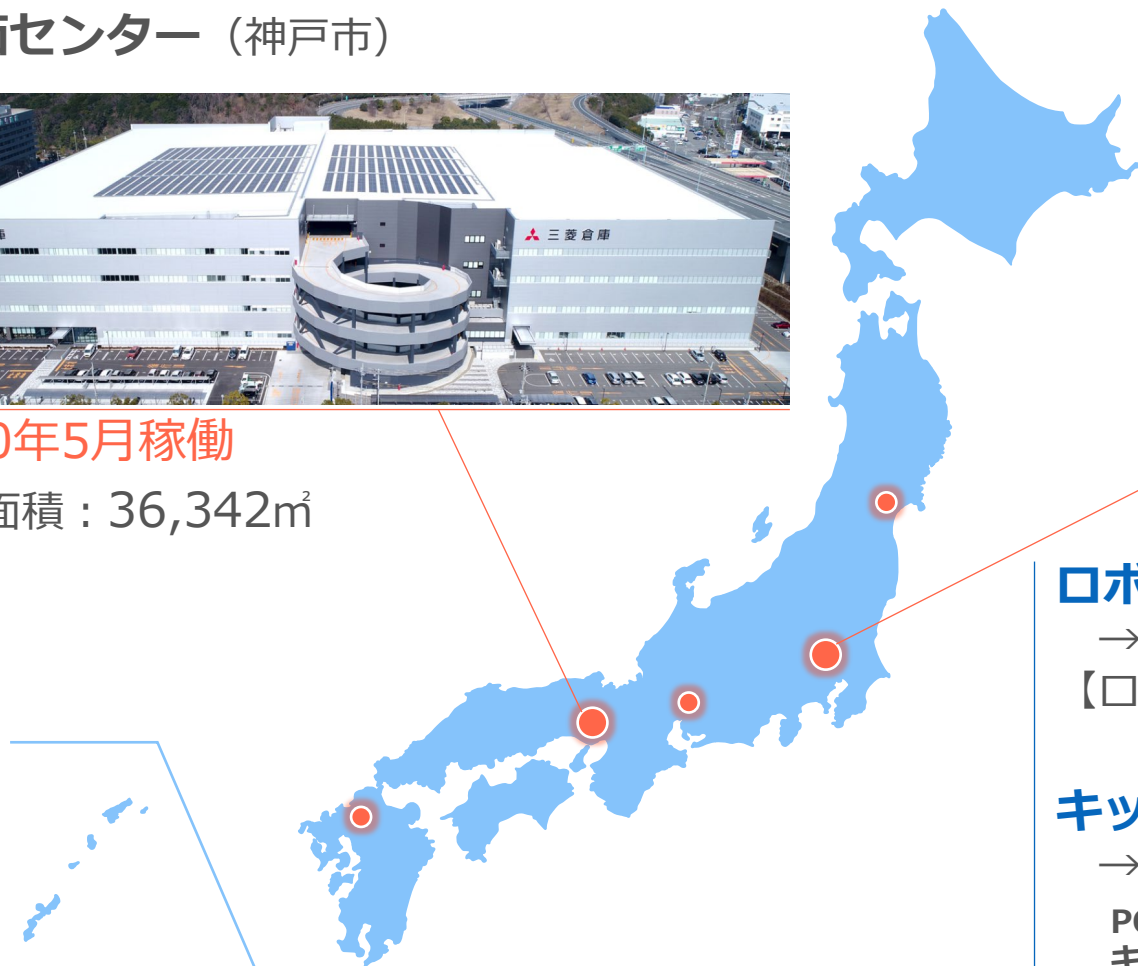 センター（神戸市）
三菱倉庫
0年5月稼働
面積：36,342㎡
ロボ
→
【ロ
キッ
→
PC
キ